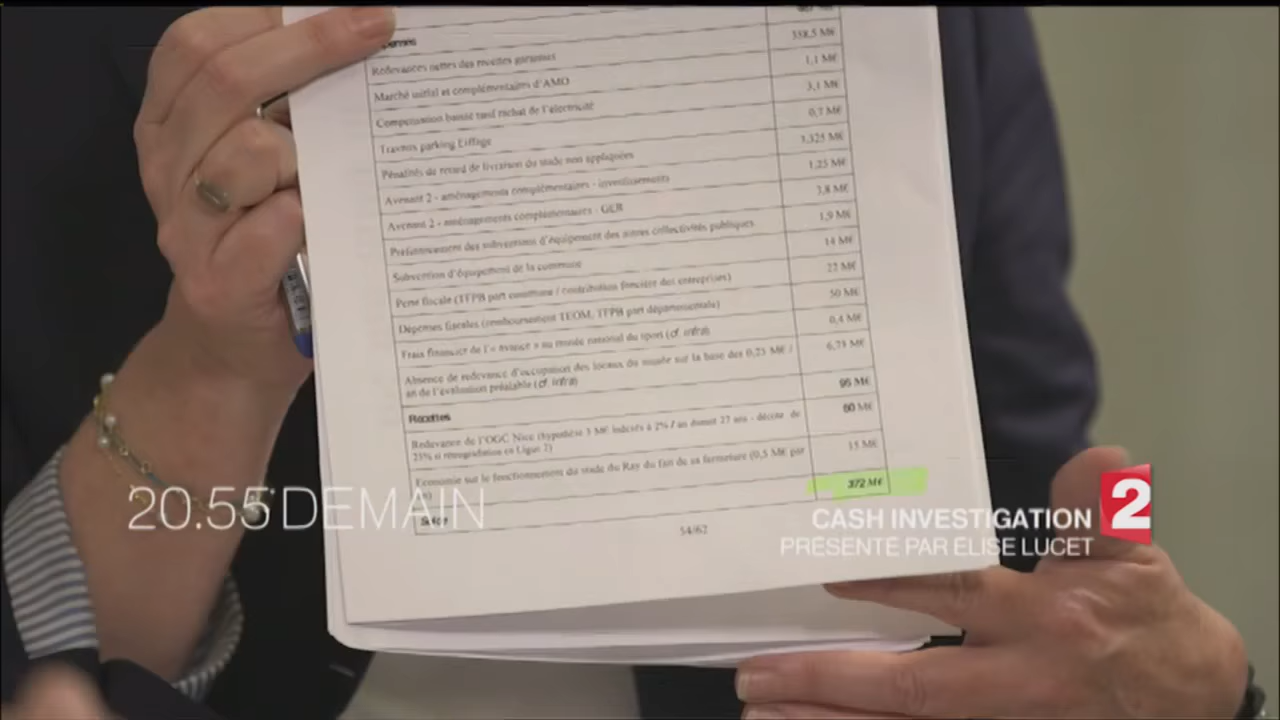 358,5 M€
Redevances nettes des recettes garanties
1,1 M€
Marché initial et complémentaires d'AMO
3,1 M€
Compensation baisse tarif rachat de l'électricité
0,7 M€
Travaux parking Eiffage
1,325 M€
Pénalités de retard de livraison du stade non appliquées
1,25 M€
Avenant 2 - aménagements complémentaires - investissements
3,8 M€
Avenant 2 - aménagements complémentaires - GER
1,9 M€
Préfinancement des subventions d'équipement des autres collectivités publiques
14 M€
Subvention d'équipement de la commune
27 M€
Perte fiscale (TFPB part commune / contribution foncière des entreprises)
50 M€
Dépenses fiscales (remboursement TEOM, TFPB part départementale)
0,4 M€
Frais financier de l'« avance » au musée national du sport (cf. infra)
6,75 M€
Absence de redevance d'occupation des locaux du musée sur la base des 0,25 M€ /
an de l'évaluation préalable (cf. infra)
95 M€
Recettes
80 M€
Redevance de l'OGC Nice (hypothèse 3 M€ indexés à 2% / an durant 27 ans - décote de
25% si rétrogradation en Ligue 2)
15 M€
Economie sur le fonctionnement du stade du Ray du fait de sa fermeture (0,5 M€ par
an)
372 M€
Solde
54/67
20.55 DEMAIN
2
CASH INVESTIGATION
PRÉSENTÉ PAR ELISE LUCET